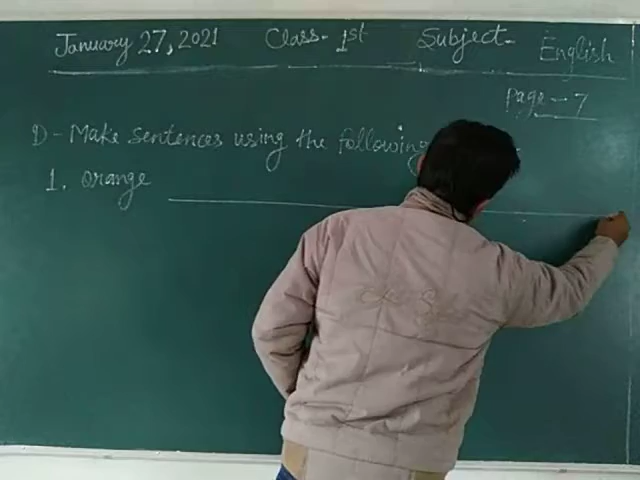 January 27, 2021 Class- 1st Subject- English
Page - 7
D - Make sentences using the following
1. Orange